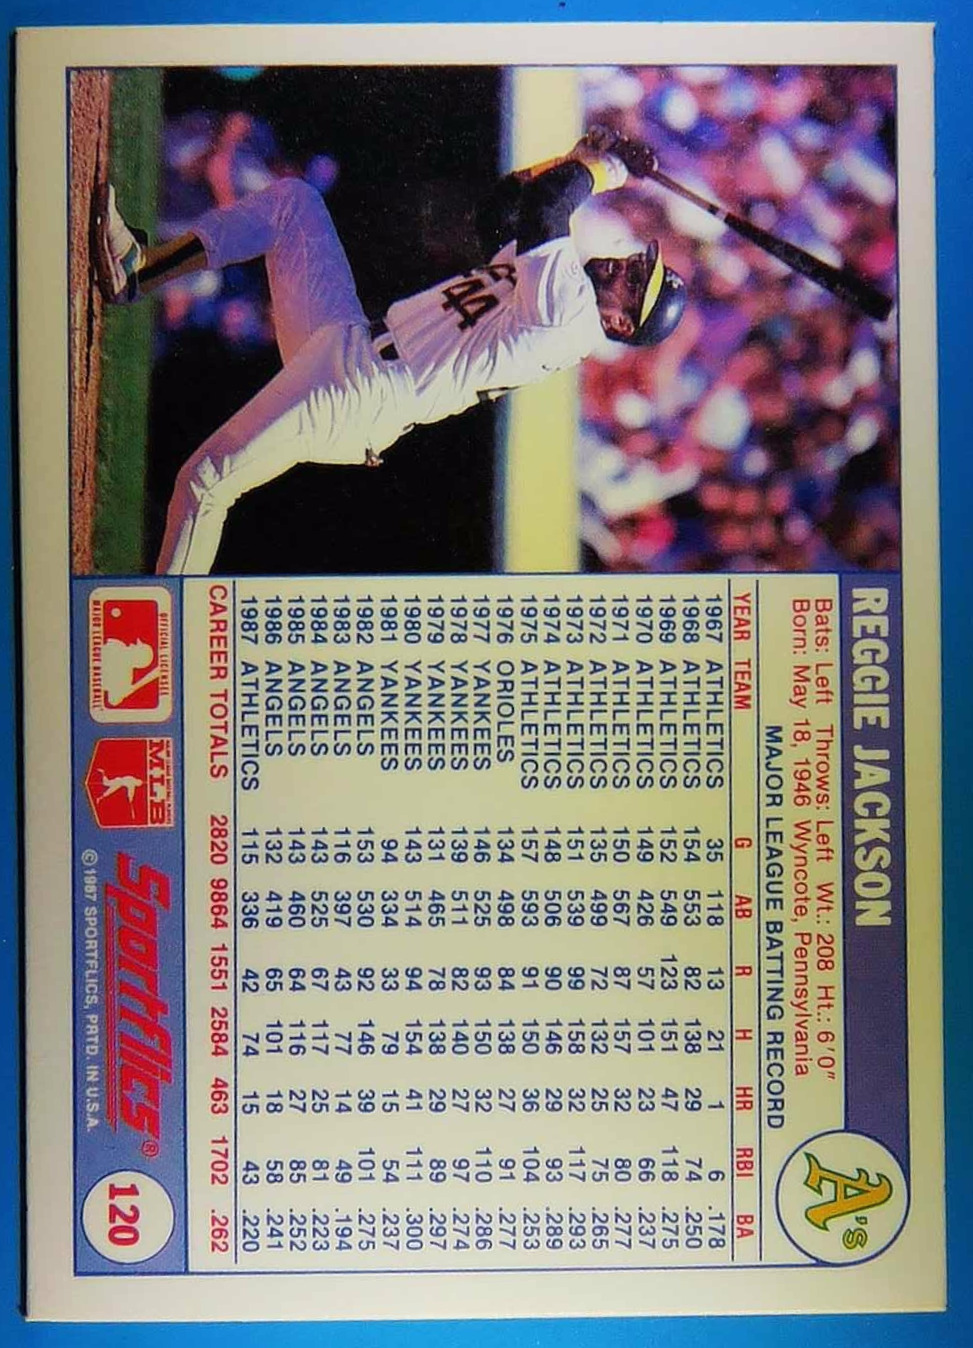 REGGIE JACKSON
A's
Bats: Left Throws: Left Wt.: 208 Ht.: 6'0"
Born: May 18, 1946 Wyncote, Pennsylvania
MAJOR LEAGUE BATTING RECORD
YEAR TEAM G AB R H HR RBI BA
1967 ATHLETICS 35 118 13 21 1 6 .178
1968 ATHLETICS 154 553 82 138 29 74 .250
1969 ATHLETICS 152 549 123 151 47 118 .275
1970 ATHLETICS 149 426 57 101 23 66 .237
1971 ATHLETICS 150 567 87 157 32 80 .277
1972 ATHLETICS 135 499 72 132 25 75 .265
1973 ATHLETICS 151 539 99 158 32 117 .293
1974 ATHLETICS 148 506 90 146 29 93 .289
1975 ATHLETICS 157 593 91 150 36 104 .253
1976 ORIOLES 134 498 84 138 27 91 .277
1977 YANKEES 146 525 93 150 32 110 .286
1978 YANKEES 139 511 82 140 27 97 .274
1979 YANKEES 131 465 78 138 29 89 .297
1980 YANKEES 143 514 94 154 41 111 .300
1981 YANKEES 94 334 33 79 15 54 .237
1982 ANGELS 153 530 92 146 39 101 .275
1983 ANGELS 116 397 43 77 14 49 .194
1984 ANGELS 143 525 67 117 25 81 .223
1985 ANGELS 143 460 64 116 27 85 .252
1986 ANGELS 132 419 65 101 18 58 .241
1987 ATHLETICS 115 336 42 74 15 43 .220
CAREER TOTALS 2820 9864 1551 2584 463 1702 .262
44
OFFICIAL LICENSEE
MAJOR LEAGUE BASEBALL
MLB
Sportflics®
©1987 SPORTFLICS, PRTD. IN U.S.A.
120